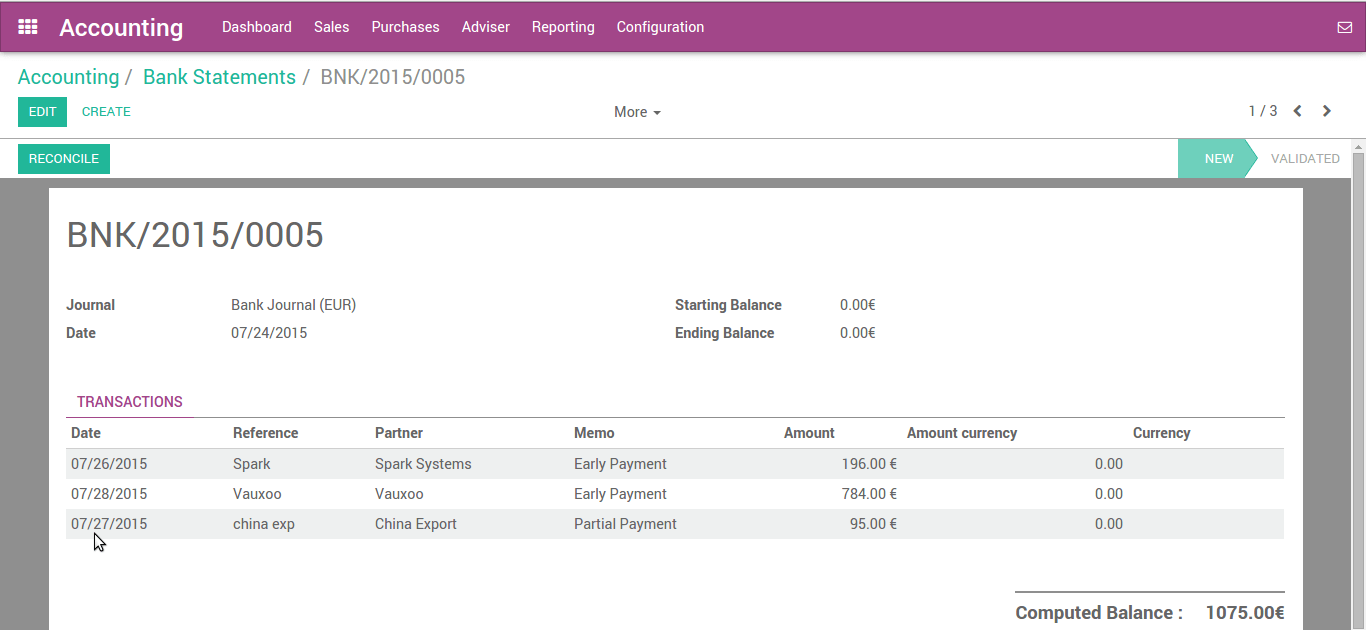 Accounting Dashboard Sales Purchases Adviser Reporting Configuration
Accounting / Bank Statements / BNK/2015/0005
EDIT CREATE More 1 / 3
RECONCILE NEW VALIDATED
BNK/2015/0005
Journal Bank Journal (EUR) Starting Balance 0.00€
Date 07/24/2015 Ending Balance 0.00€
TRANSACTIONS
Date Reference Partner Memo Amount Amount currency Currency
07/26/2015 Spark Spark Systems Early Payment 196.00 € 0.00
07/28/2015 Vauxoo Vauxoo Early Payment 784.00 € 0.00
07/27/2015 china exp China Export Partial Payment 95.00 € 0.00
Computed Balance : 1075.00€